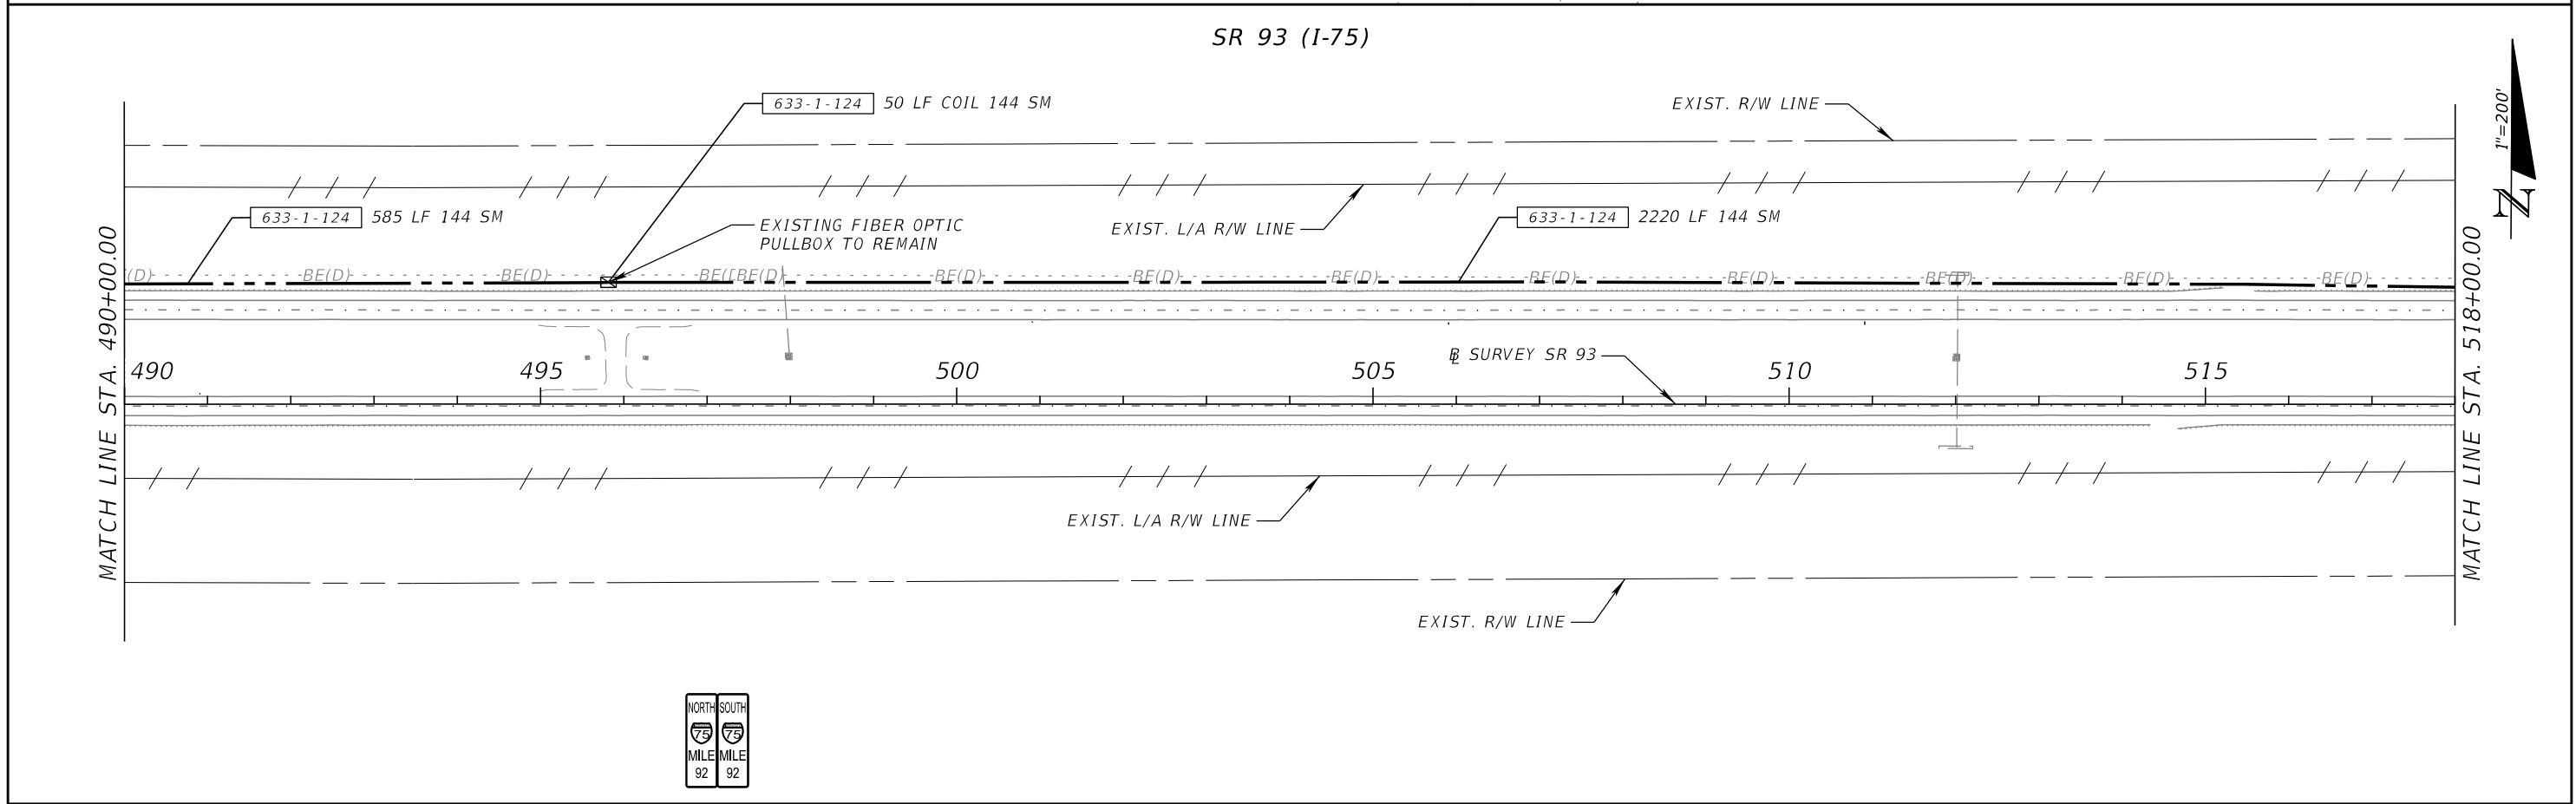 SR 93 (I-75)
633-1-124 50 LF COIL 144 SM
EXIST. R/W LINE
1"=200'
N
633-1-124 585 LF 144 SM
EXISTING FIBER OPTIC
PULLBOX TO REMAIN
EXIST. L/A R/W LINE
633-1-124 2220 LF 144 SM
MATCH LINE STA. 490+00.00
(D) BE(D) BE(D) BE(D BE(D) BE(D) BE(D) BE(D) BE(D) BE(D) BE(D) BE(D) BE(D)
MATCH LINE STA. 518+00.00
BL SURVEY SR 93
490 495 500 505 510 515
EXIST. L/A R/W LINE
EXIST. R/W LINE
NORTH
75
MILE
92
SOUTH
75
MILE
92